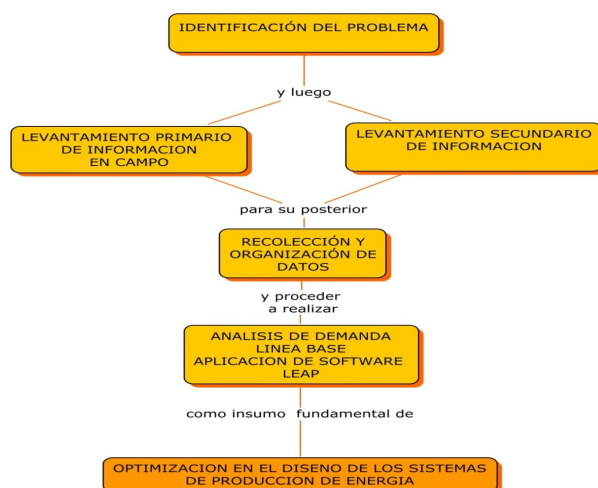 IDENTIFICACIÓN DEL PROBLEMA
y luego
LEVANTAMIENTO PRIMARIO
DE INFORMACION
EN CAMPO
LEVANTAMIENTO SECUNDARIO
DE INFORMACION
para su posterior
RECOLECCIÓN Y
ORGANIZACIÓN DE
DATOS
y proceder
a realizar
ANALISIS DE DEMANDA
LINEA BASE
APLICACION DE SOFTWARE
LEAP
como insumo fundamental de
OPTIMIZACION EN EL DISENO DE LOS SISTEMAS
DE PRODUCCION DE ENERGIA